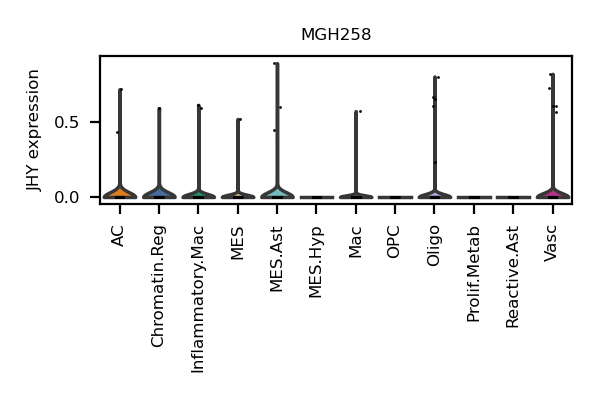 MGH258
JHY expression
0.5
0.0
AC
Chromatin.Reg
Inflammatory.Mac
MES
MES.Ast
MES.Hyp
Mac
OPC
Oligo
Prolif.Metab
Reactive.Ast
Vasc